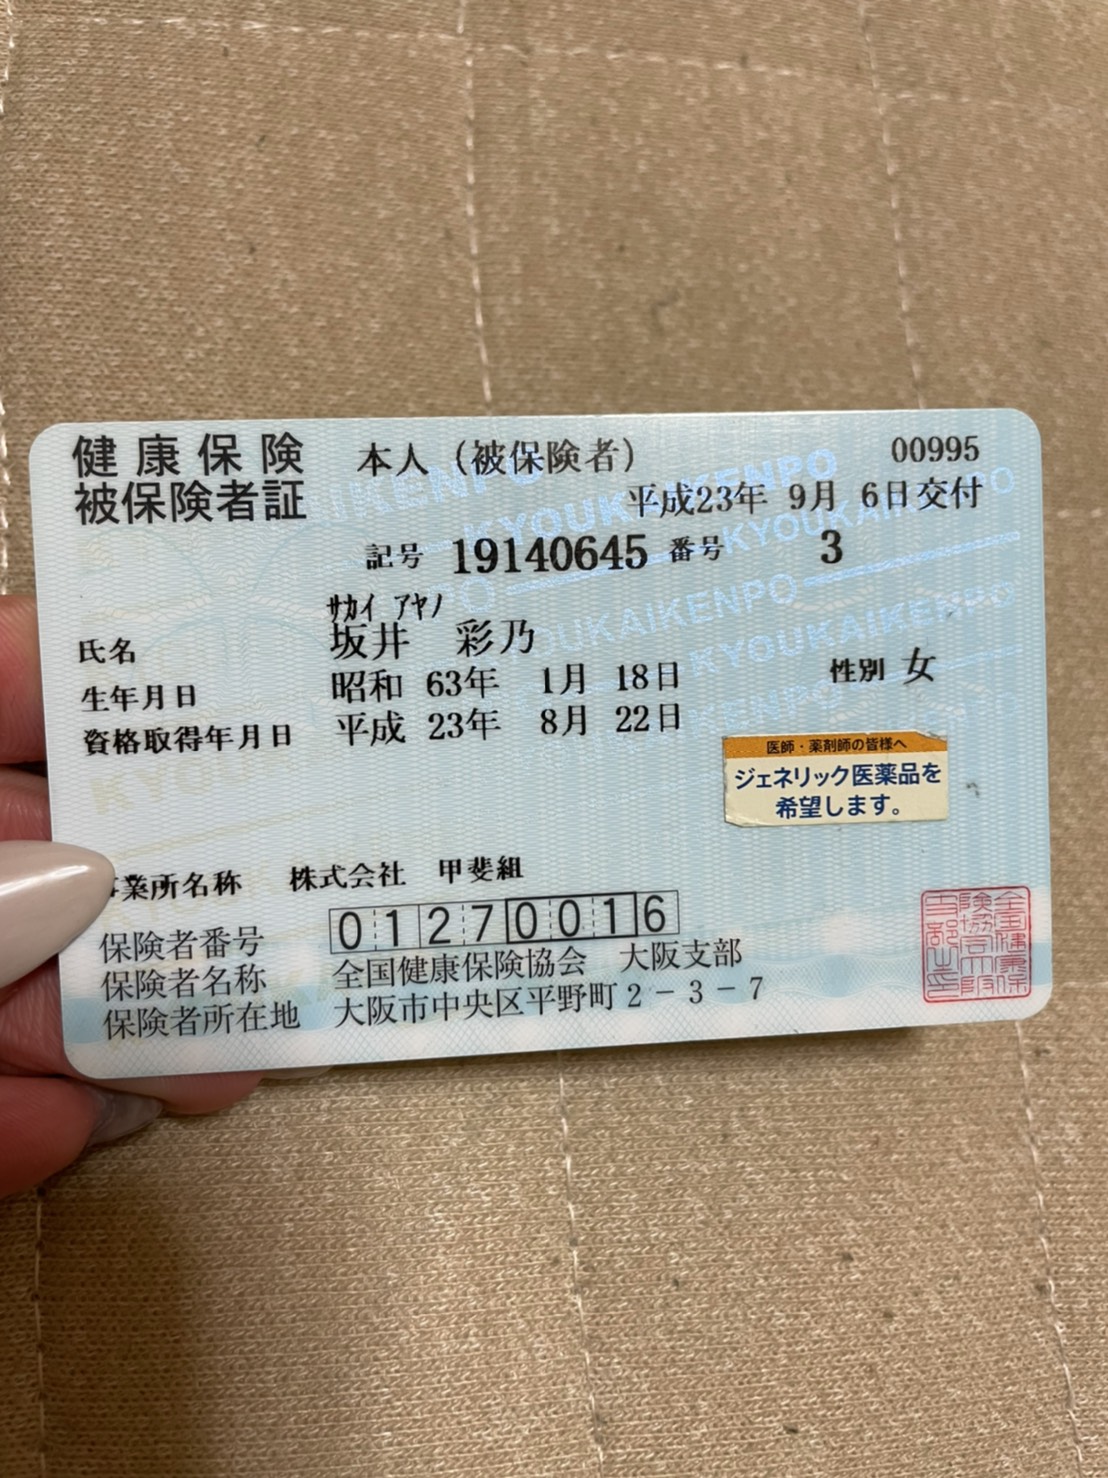 健康保険 本人（被保険者） 00995
被保険者証 平成23年 9月 6日交付
記号 19140645 番号 3
ｻｶｲ ｱﾔﾉ
氏名 坂井 彩乃
生年月日 昭和 63年 1月 18日 性別 女
資格取得年月日 平成 23年 8月 22日
医師・薬剤師の皆様へ
ジェネリック医薬品を
希望します。
業所名称 株式会社 甲斐組
保険者番号 01270016
保険者名称 全国健康保険協会 大阪支部
保険者所在地 大阪市中央区平野町2-3-7
KYOUKAIKENPO